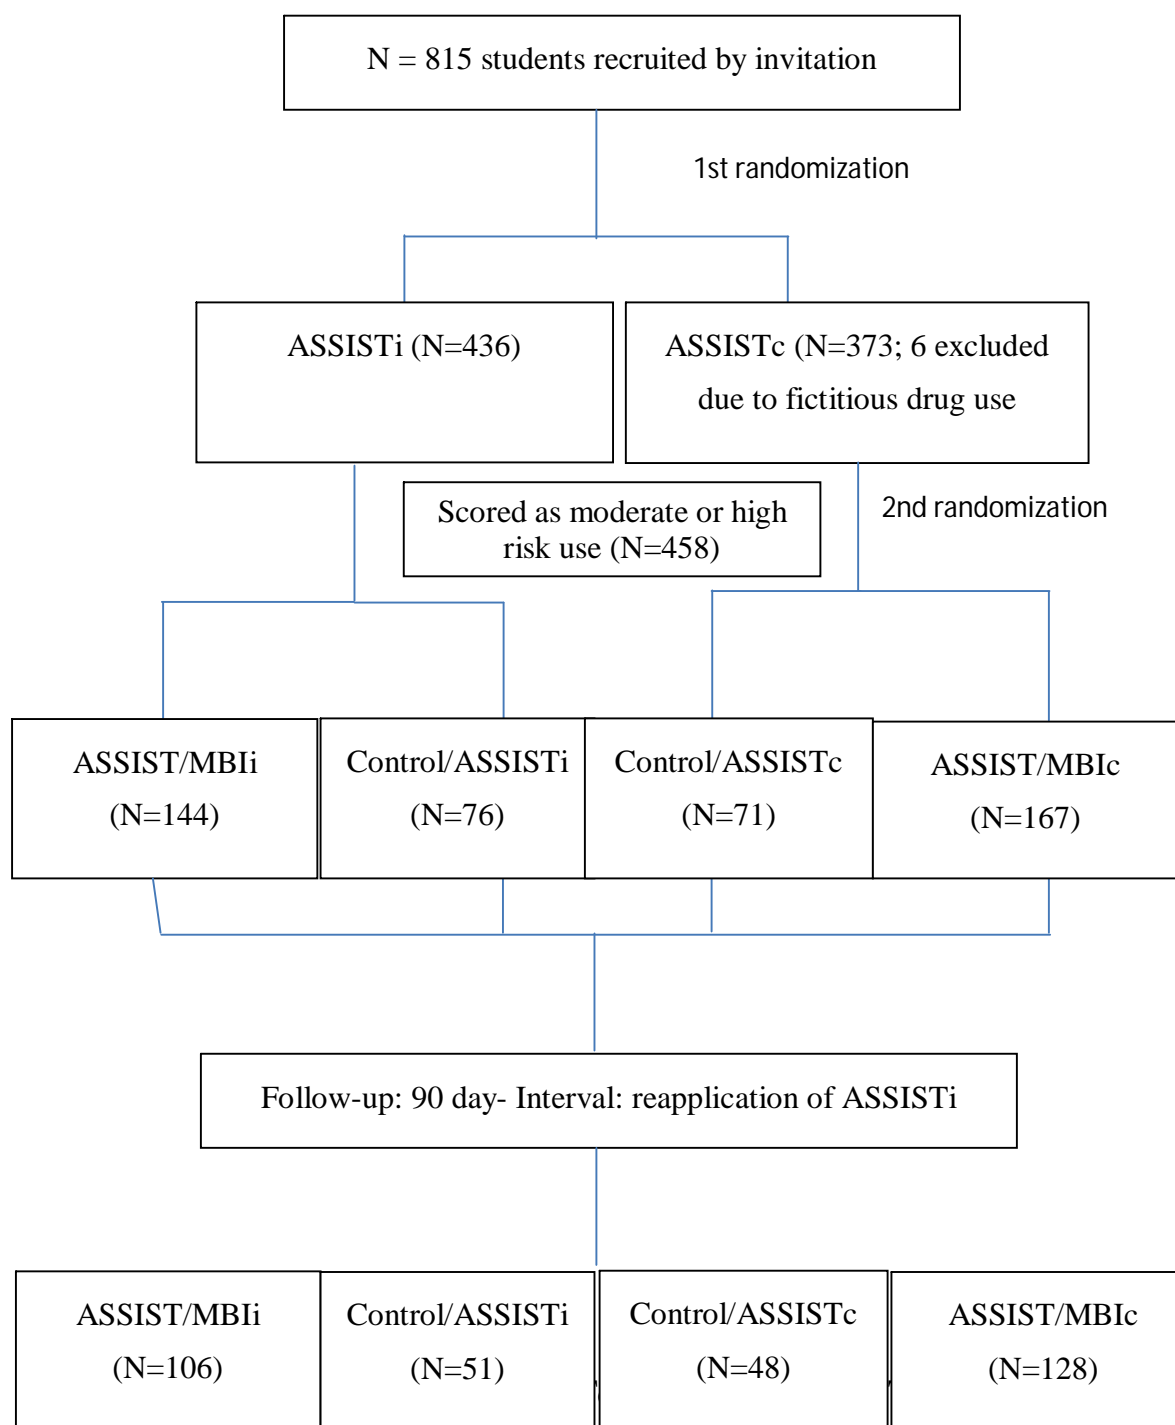 N = 815 students recruited by invitation
1st randomization
ASSISTi (N=436)
ASSISTc (N=373; 6 excluded
due to fictitious drug use
Scored as moderate or high
risk use (N=458)
2nd randomization
ASSIST/MBIi
(N=144)
Control/ASSISTi
(N=76)
Control/ASSISTc
(N=71)
ASSIST/MBIc
(N=167)
Follow-up: 90 day- Interval: reapplication of ASSISTi
ASSIST/MBIi
(N=106)
Control/ASSISTi
(N=51)
Control/ASSISTc
(N=48)
ASSIST/MBIc
(N=128)